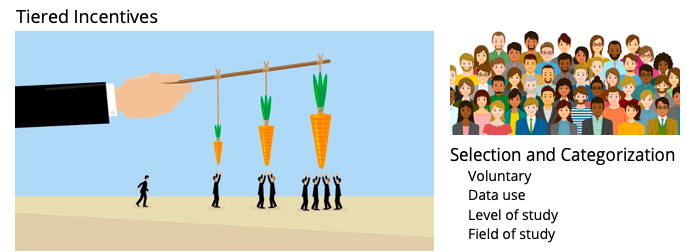 Tiered Incentives
Selection and Categorization
Voluntary
Data use
Level of study
Field of study